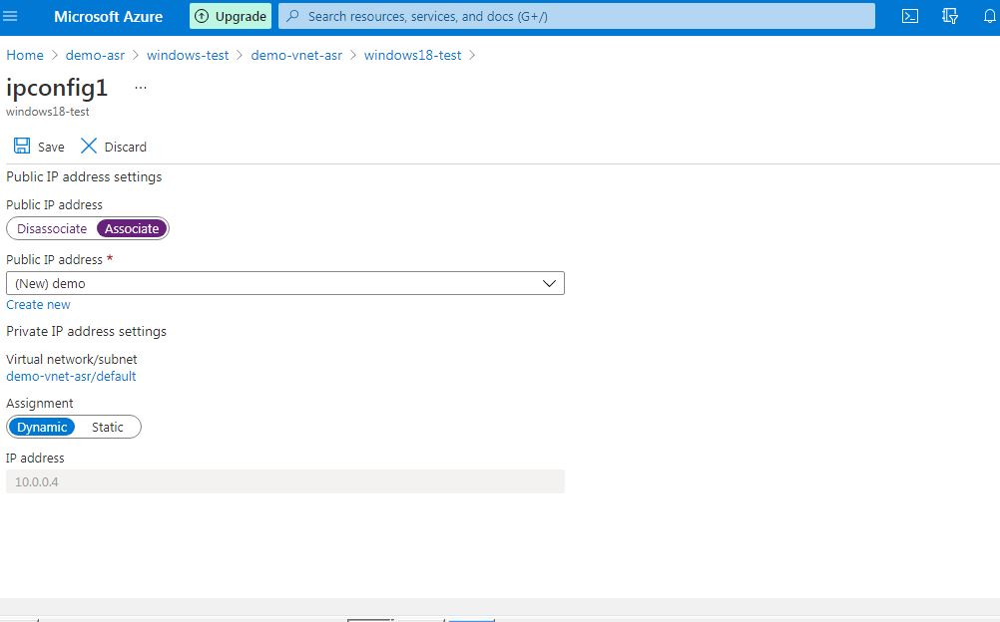 Microsoft Azure Upgrade Search resources, services, and docs (G+/)
Home > demo-asr > windows-test > demo-vnet-asr > windows18-test >
ipconfig1 ...
windows18-test
Save Discard
Public IP address settings
Public IP address
Disassociate Associate
Public IP address *
(New) demo
Create new
Private IP address settings
Virtual network/subnet
demo-vnet-asr/default
Assignment
Dynamic Static
IP address
10.0.0.4